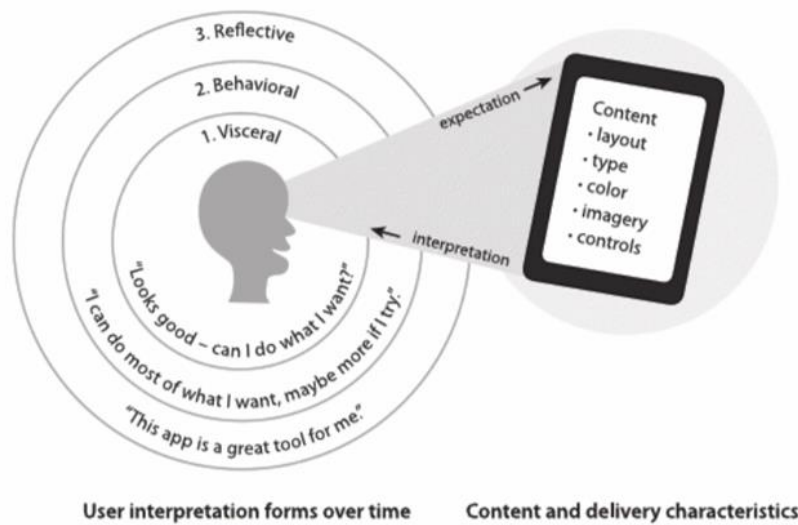 3. Reflective
2. Behavioral
1. Visceral
"Looks good – can I do what I want?"
"I can do most of what I want, maybe more if I try."
"This app is a great tool for me."
expectation
interpretation
Content
• layout
• type
• color
• imagery
• controls
User interpretation forms over time
Content and delivery characteristics